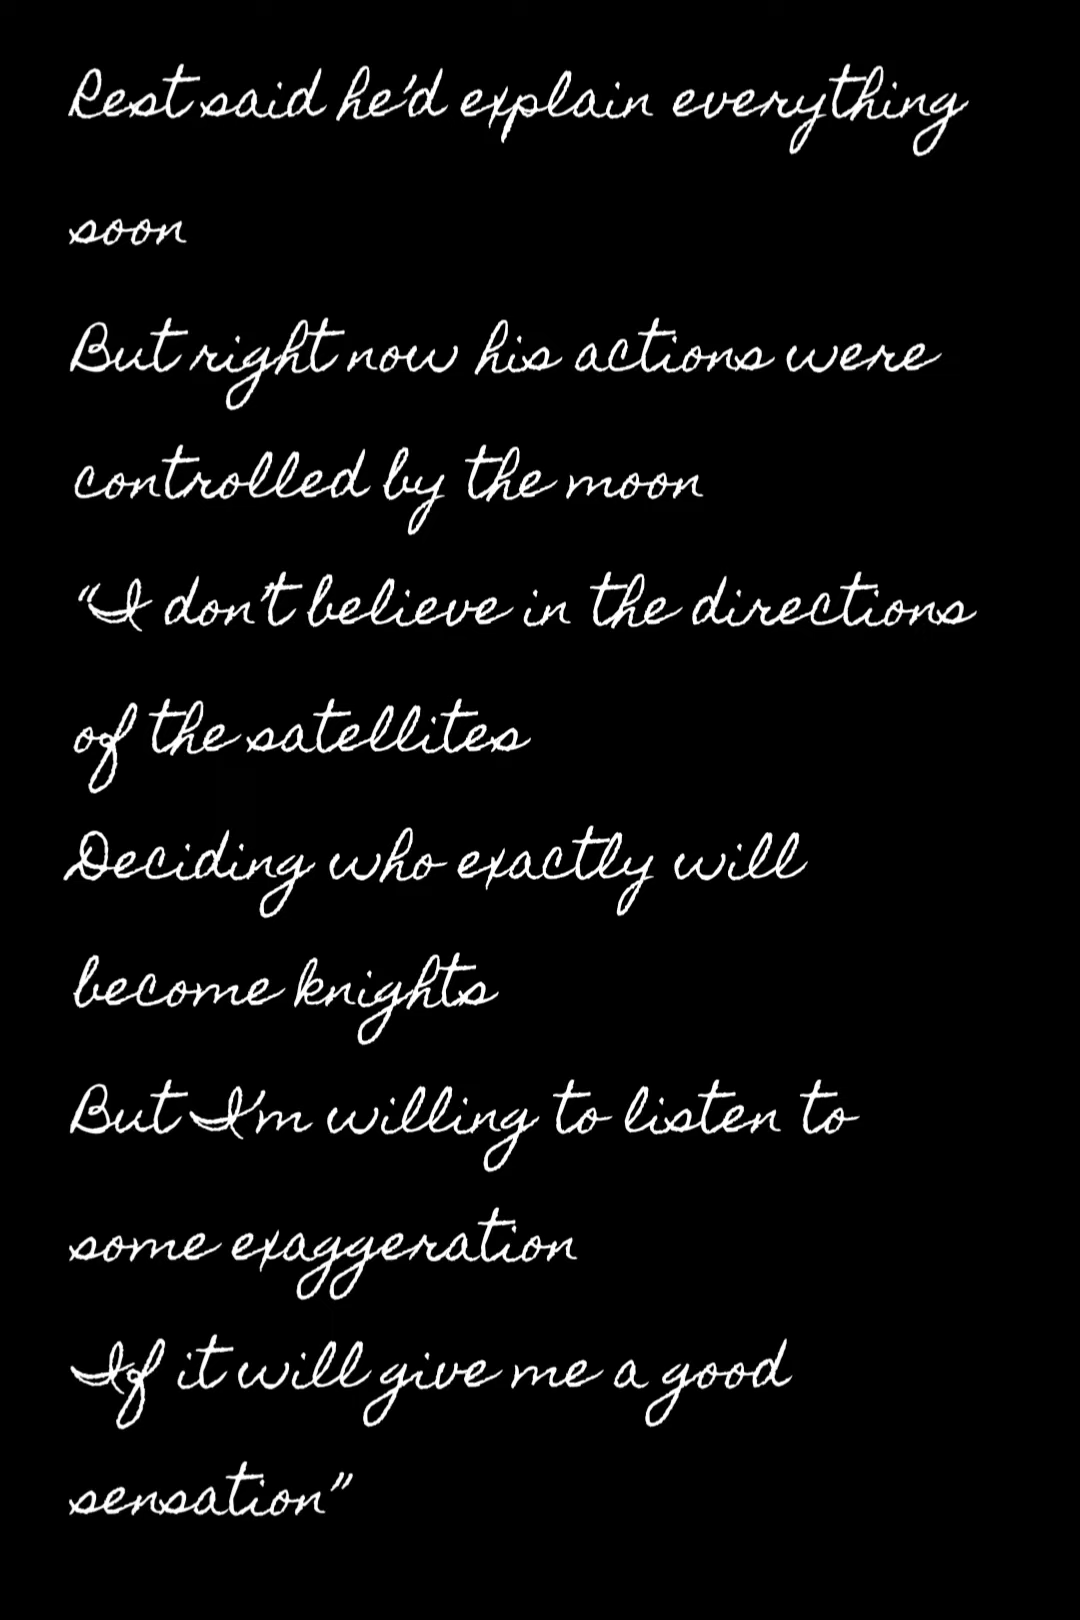 Rest said he'd explain everything
soon
But right now his actions were
controlled by the moon
"I don't believe in the directions
of the satellites
Deciding who exactly will
become knights
But I'm willing to listen to
some exaggeration
If it will give me a good
sensation"